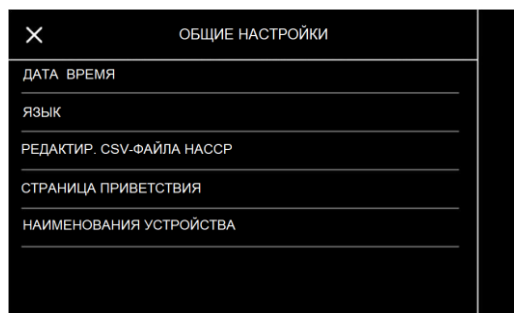 ОБЩИЕ НАСТРОЙКИ
ДАТА ВРЕМЯ
ЯЗЫК
РЕДАКТИР. CSV-ФАЙЛА HACCP
СТРАНИЦА ПРИВЕТСТВИЯ
НАИМЕНОВАНИЯ УСТРОЙСТВА